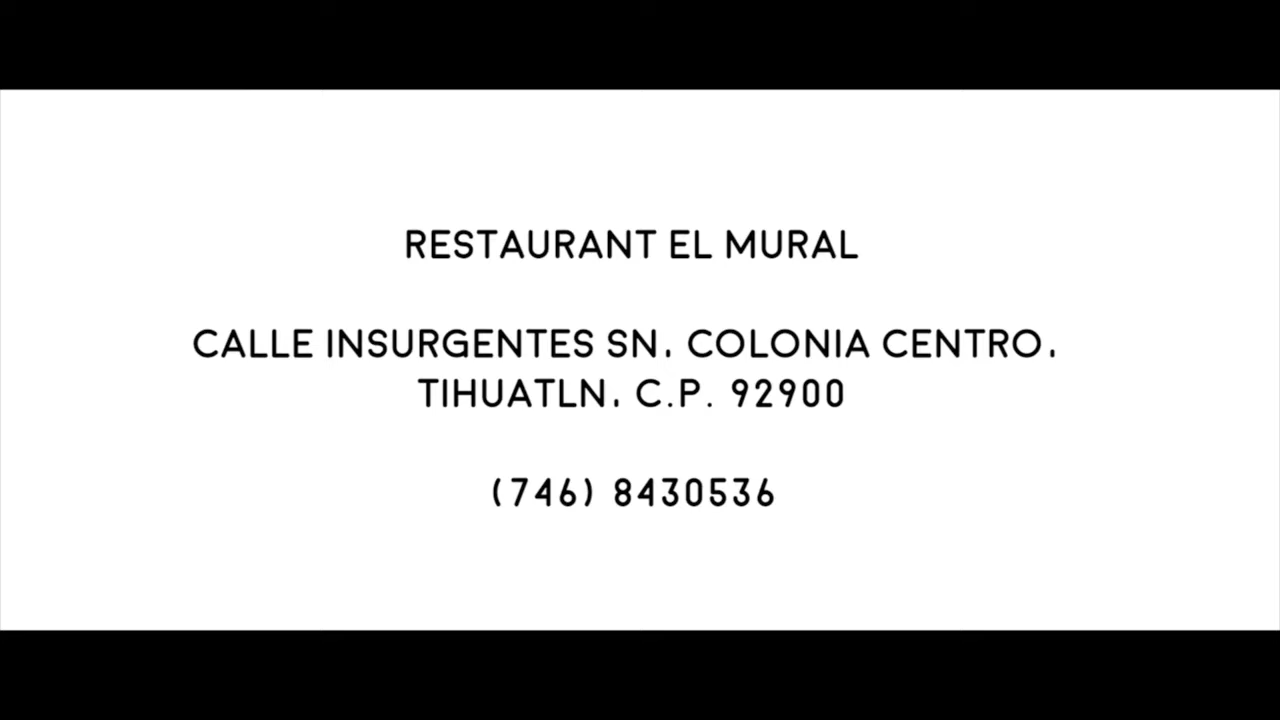 RESTAURANT EL MURAL
CALLE INSURGENTES SN, COLONIA CENTRO,
TIHUATLN, C.P. 92900
(746) 8430536